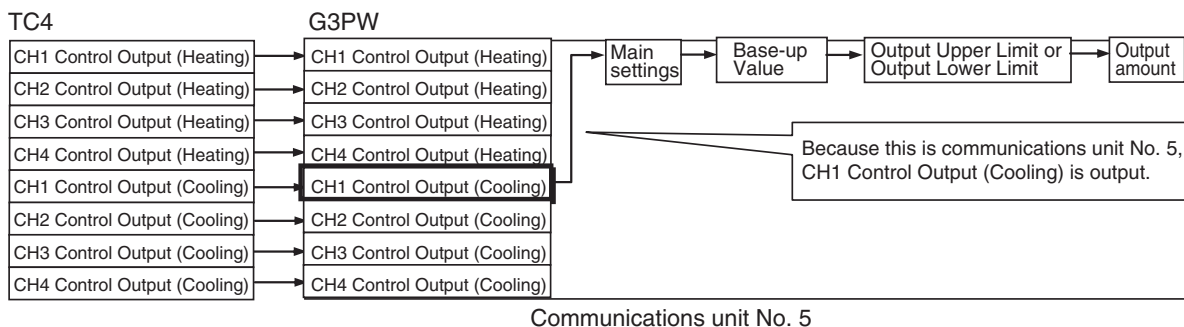 TC4
CH1 Control Output (Heating)
CH2 Control Output (Heating)
CH3 Control Output (Heating)
CH4 Control Output (Heating)
CH1 Control Output (Cooling)
CH2 Control Output (Cooling)
CH3 Control Output (Cooling)
CH4 Control Output (Cooling)
G3PW
CH1 Control Output (Heating)
CH2 Control Output (Heating)
CH3 Control Output (Heating)
CH4 Control Output (Heating)
CH1 Control Output (Cooling)
CH2 Control Output (Cooling)
CH3 Control Output (Cooling)
CH4 Control Output (Cooling)
Main
settings
Base-up
Value
Output Upper Limit or
Output Lower Limit
Output
amount
Because this is communications unit No. 5,
CH1 Control Output (Cooling) is output.
Communications unit No. 5